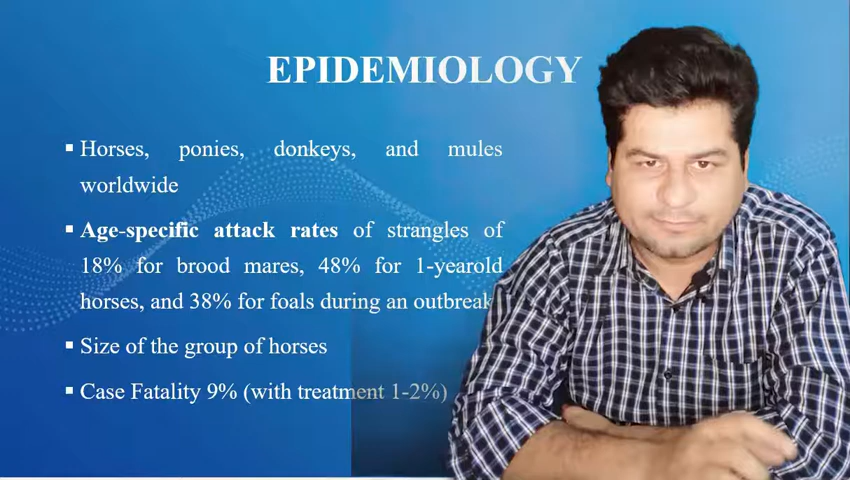 EPIDEMIOLOGY
▪ Horses, ponies, donkeys, and mules
worldwide
▪ Age-specific attack rates of strangles of
18% for brood mares, 48% for 1-yearold
horses, and 38% for foals during an outbreak
▪ Size of the group of horses
▪ Case Fatality 9% (with treatment 1-2%)